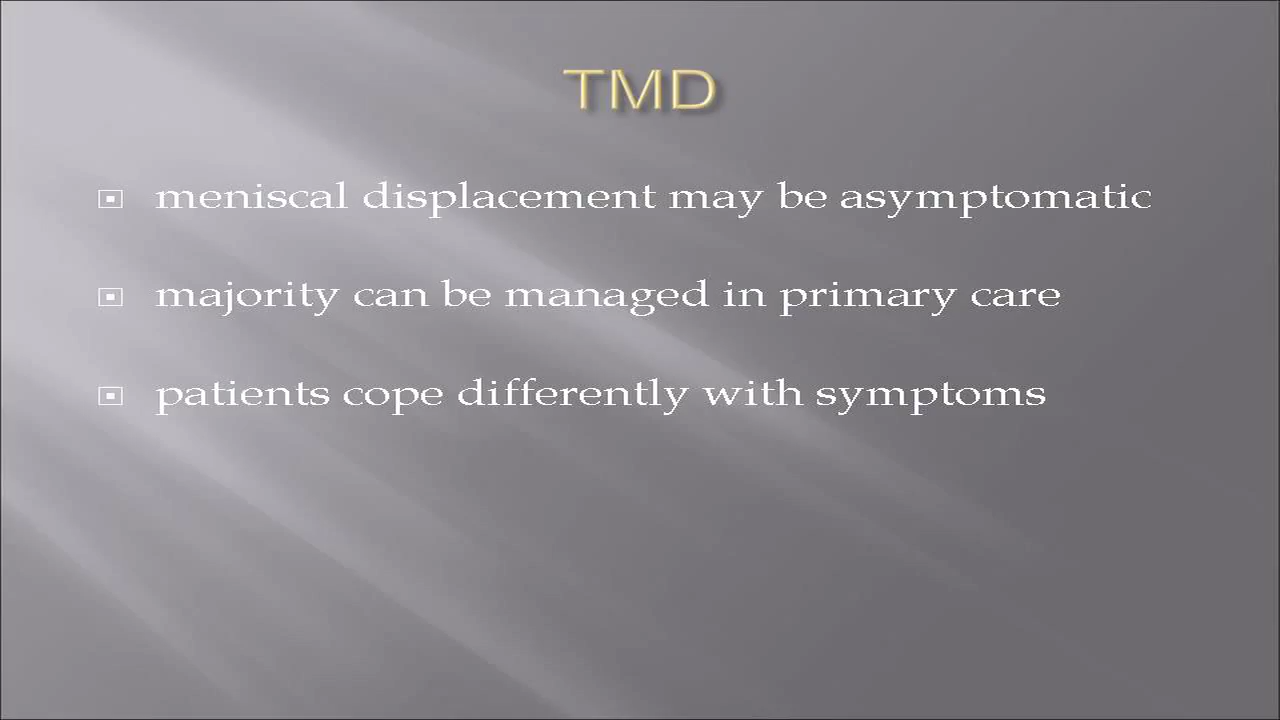 TMD
meniscal displacement may be asymptomatic
majority can be managed in primary care
patients cope differently with symptoms